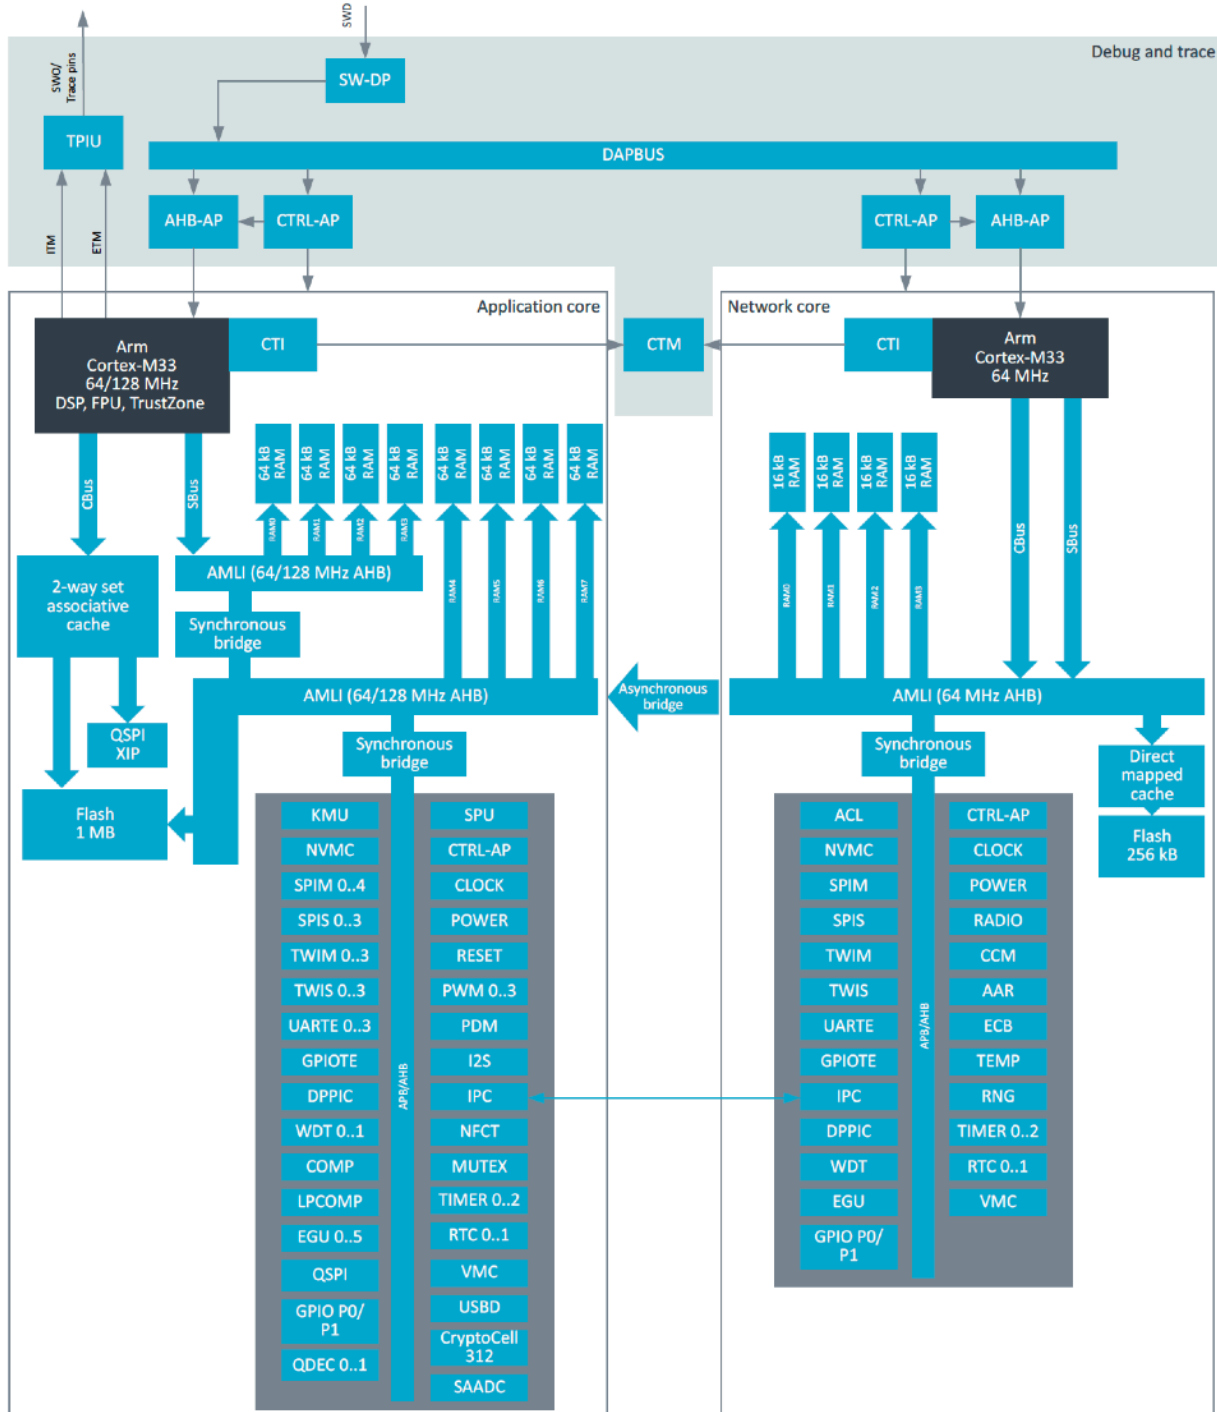 SWO/
Trace pins
SWD
Debug and trace
SW-DP
TPIU
DAPBUS
AHB-AP
CTRL-AP
CTRL-AP
AHB-AP
ITM
ETM
Application core
Network core
Arm
Cortex-M33
64/128 MHz
DSP, FPU, TrustZone
CTI
CTM
CTI
Arm
Cortex-M33
64 MHz
CBus
SBus
64 kB
RAM
64 kB
RAM
64 kB
RAM
64 kB
RAM
64 kB
RAM
64 kB
RAM
64 kB
RAM
64 kB
RAM
16 kB
RAM
16 kB
RAM
16 kB
RAM
16 kB
RAM
CBus
SBus
RAM0
RAM1
RAM2
RAM3
RAM4
RAM5
RAM6
RAM7
RAM0
RAM1
RAM2
RAM3
2-way set
associative
cache
AMLI (64/128 MHz AHB)
Synchronous
bridge
AMLI (64/128 MHz AHB)
Asynchronous
bridge
AMLI (64 MHz AHB)
QSPI
XIP
Synchronous
bridge
Synchronous
bridge
Direct
mapped
cache
Flash
1 MB
Flash
256 kB
KMU
NVMC
SPIM 0..4
SPIS 0..3
TWIM 0..3
TWIS 0..3
UARTE 0..3
GPIOTE
DPPIC
WDT 0..1
COMP
LPCOMP
EGU 0..5
QSPI
GPIO P0/
P1
QDEC 0..1
APB/AHB
SPU
CTRL-AP
CLOCK
POWER
RESET
PWM 0..3
PDM
I2S
IPC
NFCT
MUTEX
TIMER 0..2
RTC 0..1
VMC
USBD
CryptoCell
312
SAADC
ACL
NVMC
SPIM
SPIS
TWIM
TWIS
UARTE
GPIOTE
IPC
DPPIC
WDT
EGU
GPIO P0/
P1
APB/AHB
CTRL-AP
CLOCK
POWER
RADIO
CCM
AAR
ECB
TEMP
RNG
TIMER 0..2
RTC 0..1
VMC